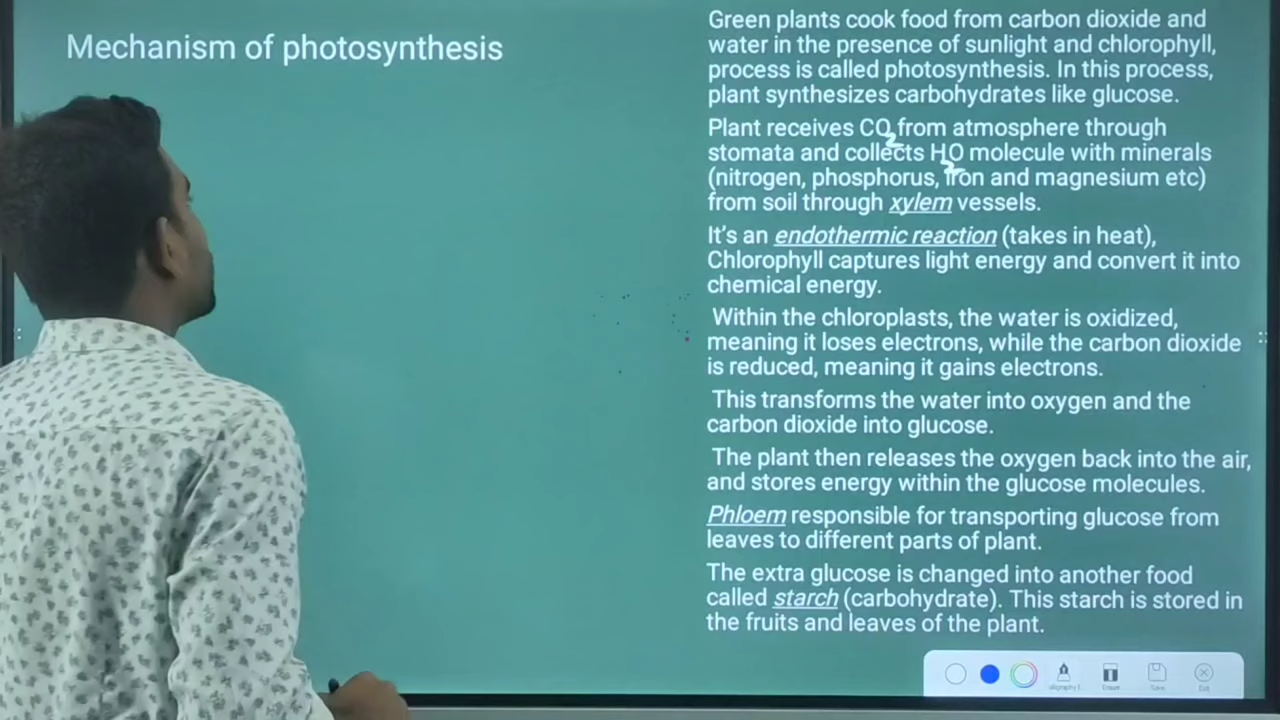 Mechanism of photosynthesis
Green plants cook food from carbon dioxide and
water in the presence of sunlight and chlorophyll,
process is called photosynthesis. In this process,
plant synthesizes carbohydrates like glucose.
Plant receives CO2 from atmosphere through
stomata and collects H2O molecule with minerals
(nitrogen, phosphorus, iron and magnesium etc)
from soil through xylem vessels.
It's an endothermic reaction (takes in heat),
Chlorophyll captures light energy and convert it into
chemical energy.
Within the chloroplasts, the water is oxidized,
meaning it loses electrons, while the carbon dioxide
is reduced, meaning it gains electrons.
This transforms the water into oxygen and the
carbon dioxide into glucose.
The plant then releases the oxygen back into the air,
and stores energy within the glucose molecules.
Phloem responsible for transporting glucose from
leaves to different parts of plant.
The extra glucose is changed into another food
called starch (carbohydrate). This starch is stored in
the fruits and leaves of the plant.
Eraser Save Exit